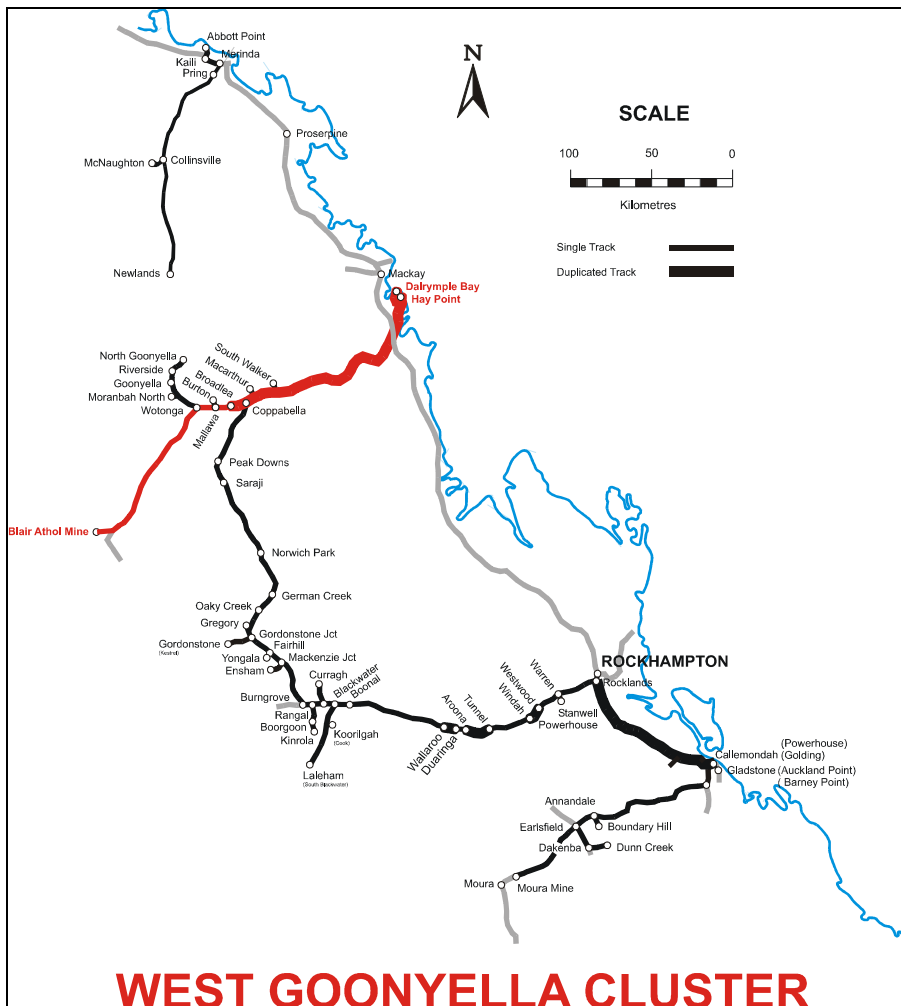 Abbott Point
Merinda
Kaili
Pring
N
SCALE
100 50 0
Kilometres
Proserpine
McNaughton
Collinsville
Single Track
Duplicated Track
Newlands
Mackay
Dalrymple Bay
Hay Point
North Goonyella
Riverside
Goonyella
Moranbah North
Wotonga
South Walker
Macarthur
Broadlea
Burton
Mallawa
Coppabella
Peak Downs
Saraji
Blair Athol Mine
Norwich Park
German Creek
Oaky Creek
Gregory
Gordonstone Jct
Gordonstone
(Kestrel)
Fairhill
Yongala
Mackenzie Jct
Ensham
Curragh
Blackwater
Boonal
Burngrove
Rangal
Boorgoon
Kinrola
Koorilgah
(Cook)
Laleham
(South Blackwater)
Wallaroo
Duaringa
Aroona
Tunnel
Windah
Westwood
Warren
Stanwell
Powerhouse
ROCKHAMPTON
Rocklands
Callemondah (Powerhouse)
(Golding)
Gladstone (Auckland Point)
( Barney Point)
Annandale
Earlsfield
Boundary Hill
Dakenba
Dunn Creek
Moura
Moura Mine
WEST GOONYELLA CLUSTER